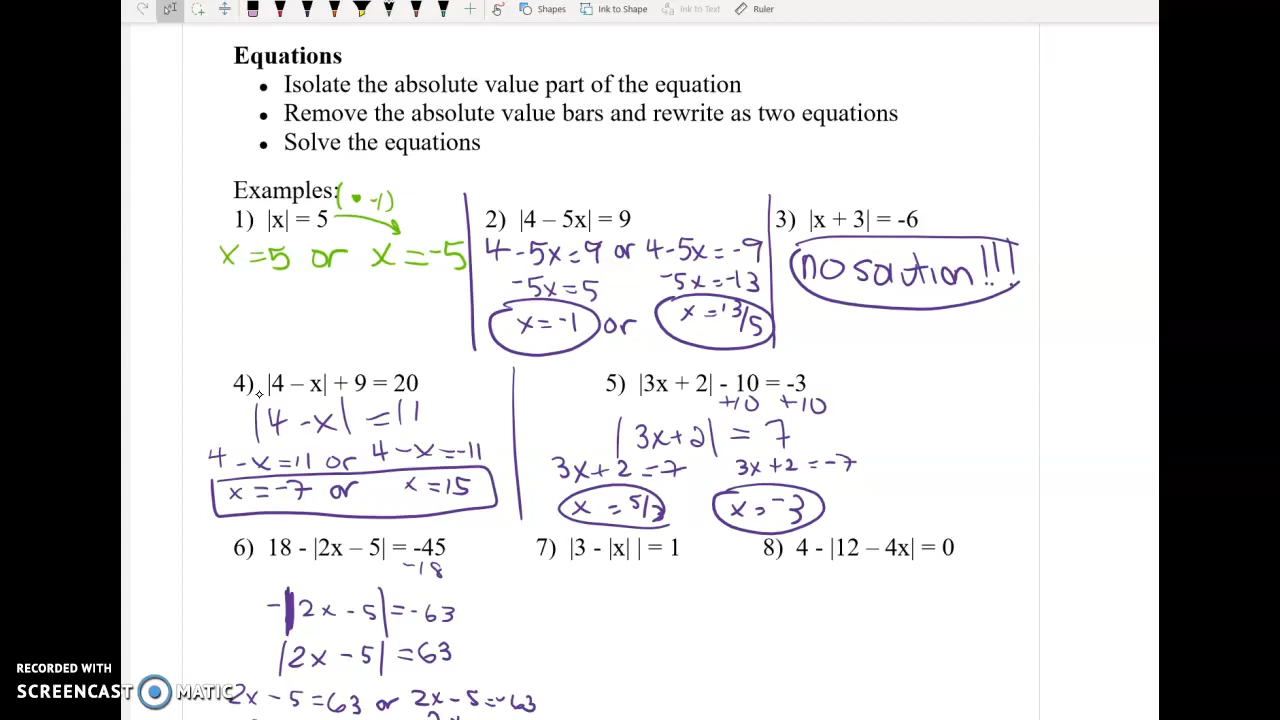 Shapes Ink to Shape Ink to Text Ruler
Equations
• Isolate the absolute value part of the equation
• Remove the absolute value bars and rewrite as two equations
• Solve the equations
Examples: (• -1)
1) |x| = 5
x = 5 or x = -5
2) |4 – 5x| = 9
4 - 5x = 9 or 4 - 5x = -9
-5x = 5 -5x = -13
x = -1 or x = 13/5
3) |x + 3| = -6
no solution!!!
4) |4 – x| + 9 = 20
|4 - x| = 11
4 - x = 11 or 4 - x = -11
x = -7 or x = 15
5) |3x + 2| - 10 = -3
+10 +10
|3x + 2| = 7
3x + 2 = 7 3x + 2 = -7
x = 5/3 x = -3
6) 18 - |2x – 5| = -45
-18
-|2x - 5| = -63
|2x - 5| = 63
2x - 5 = 63 or 2x - 5 = -63
7) |3 - |x| | = 1
8) 4 - |12 – 4x| = 0
RECORDED WITH
SCREENCAST MATIC